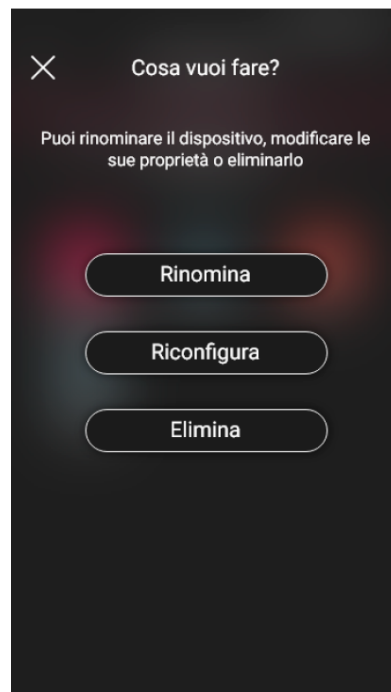 Cosa vuoi fare?
Puoi rinominare il dispositivo, modificare le
sue proprietà o eliminarlo
Rinomina
Riconfigura
Elimina